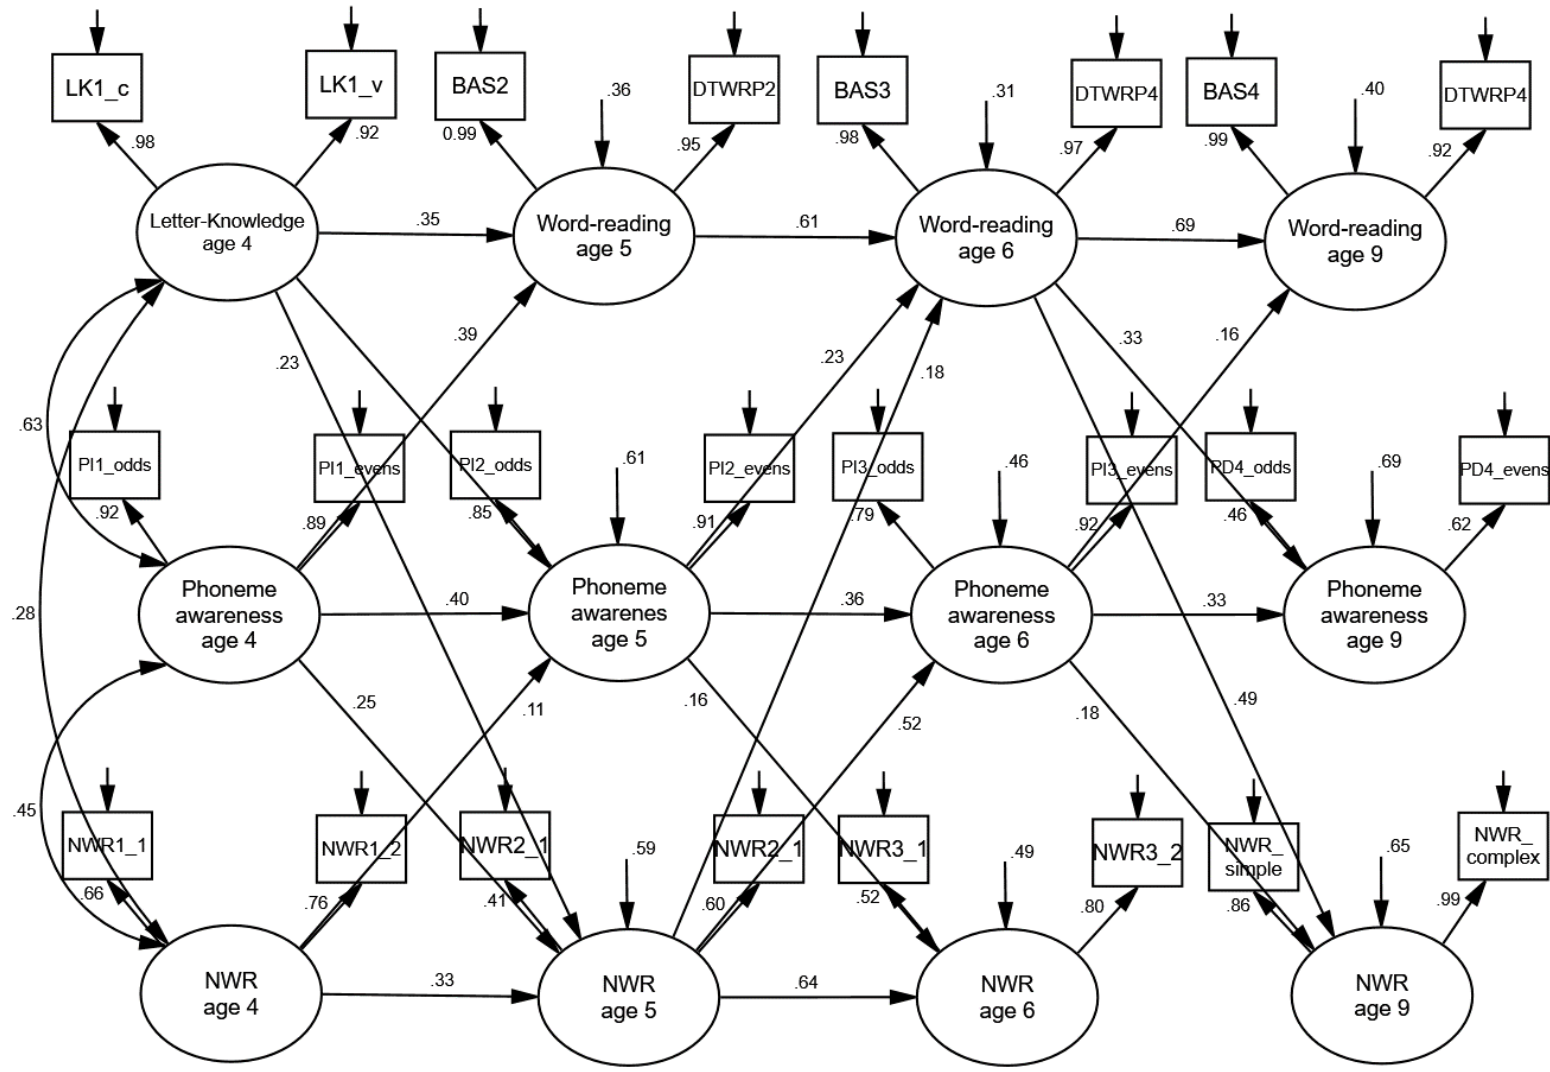 LK1_c
LK1_v
BAS2
DTWRP2
BAS3
DTWRP4
BAS4
DTWRP4
.36
.31
.40
.98
.92
0.99
.95
.98
.97
.99
.92
Letter-Knowledge
age 4
.35
Word-reading
age 5
.61
Word-reading
age 6
.69
Word-reading
age 9
.39
.23
.23
.18
.33
.16
.63
PI1_odds
PI1_evens
PI2_odds
.61
PI2_evens
PI3_odds
.46
PI3_evens
PD4_odds
.69
PD4_evens
.92
.89
.85
.91
.79
.92
.46
.62
Phoneme
awareness
age 4
.40
Phoneme
awarenes
age 5
.36
Phoneme
awareness
age 6
.33
Phoneme
awareness
age 9
.28
.25
.11
.16
.52
.18
.49
.45
NWR1_1
NWR1_2
NWR2_1
.59
NWR2_1
NWR3_1
.49
NWR3_2
NWR_
simple
.65
NWR_
complex
.66
.76
.41
.60
.52
.80
.86
.99
NWR
age 4
.33
NWR
age 5
.64
NWR
age 6
NWR
age 9